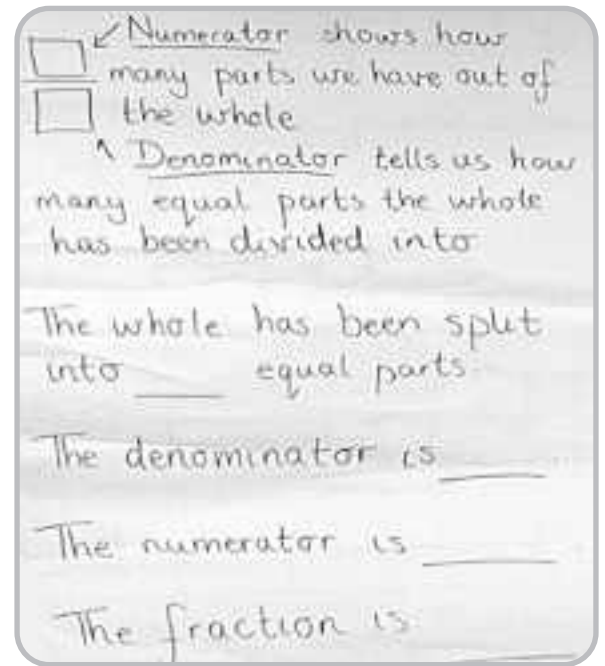 Numerator shows how
many parts we have out of
the whole
Denominator tells us how
many equal parts the whole
has been divided into
The whole has been split
into ____ equal parts
The denominator is ____
The numerator is ____
The fraction is ____